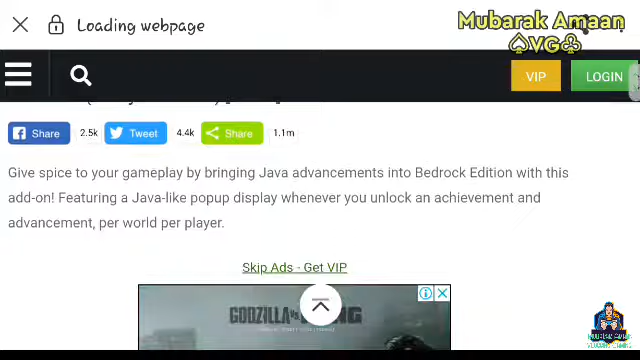 Loading webpage
Mubarak Amaan
♤VG♧
VIP
LOGIN
Share
2.5k
Tweet
4.4k
Share
1.1m
Give spice to your gameplay by bringing Java advancements into Bedrock Edition with this
add-on! Featuring a Java-like popup display whenever you unlock an achievement and
advancement, per world per player.
Skip Ads - Get VIP
GODZILLA